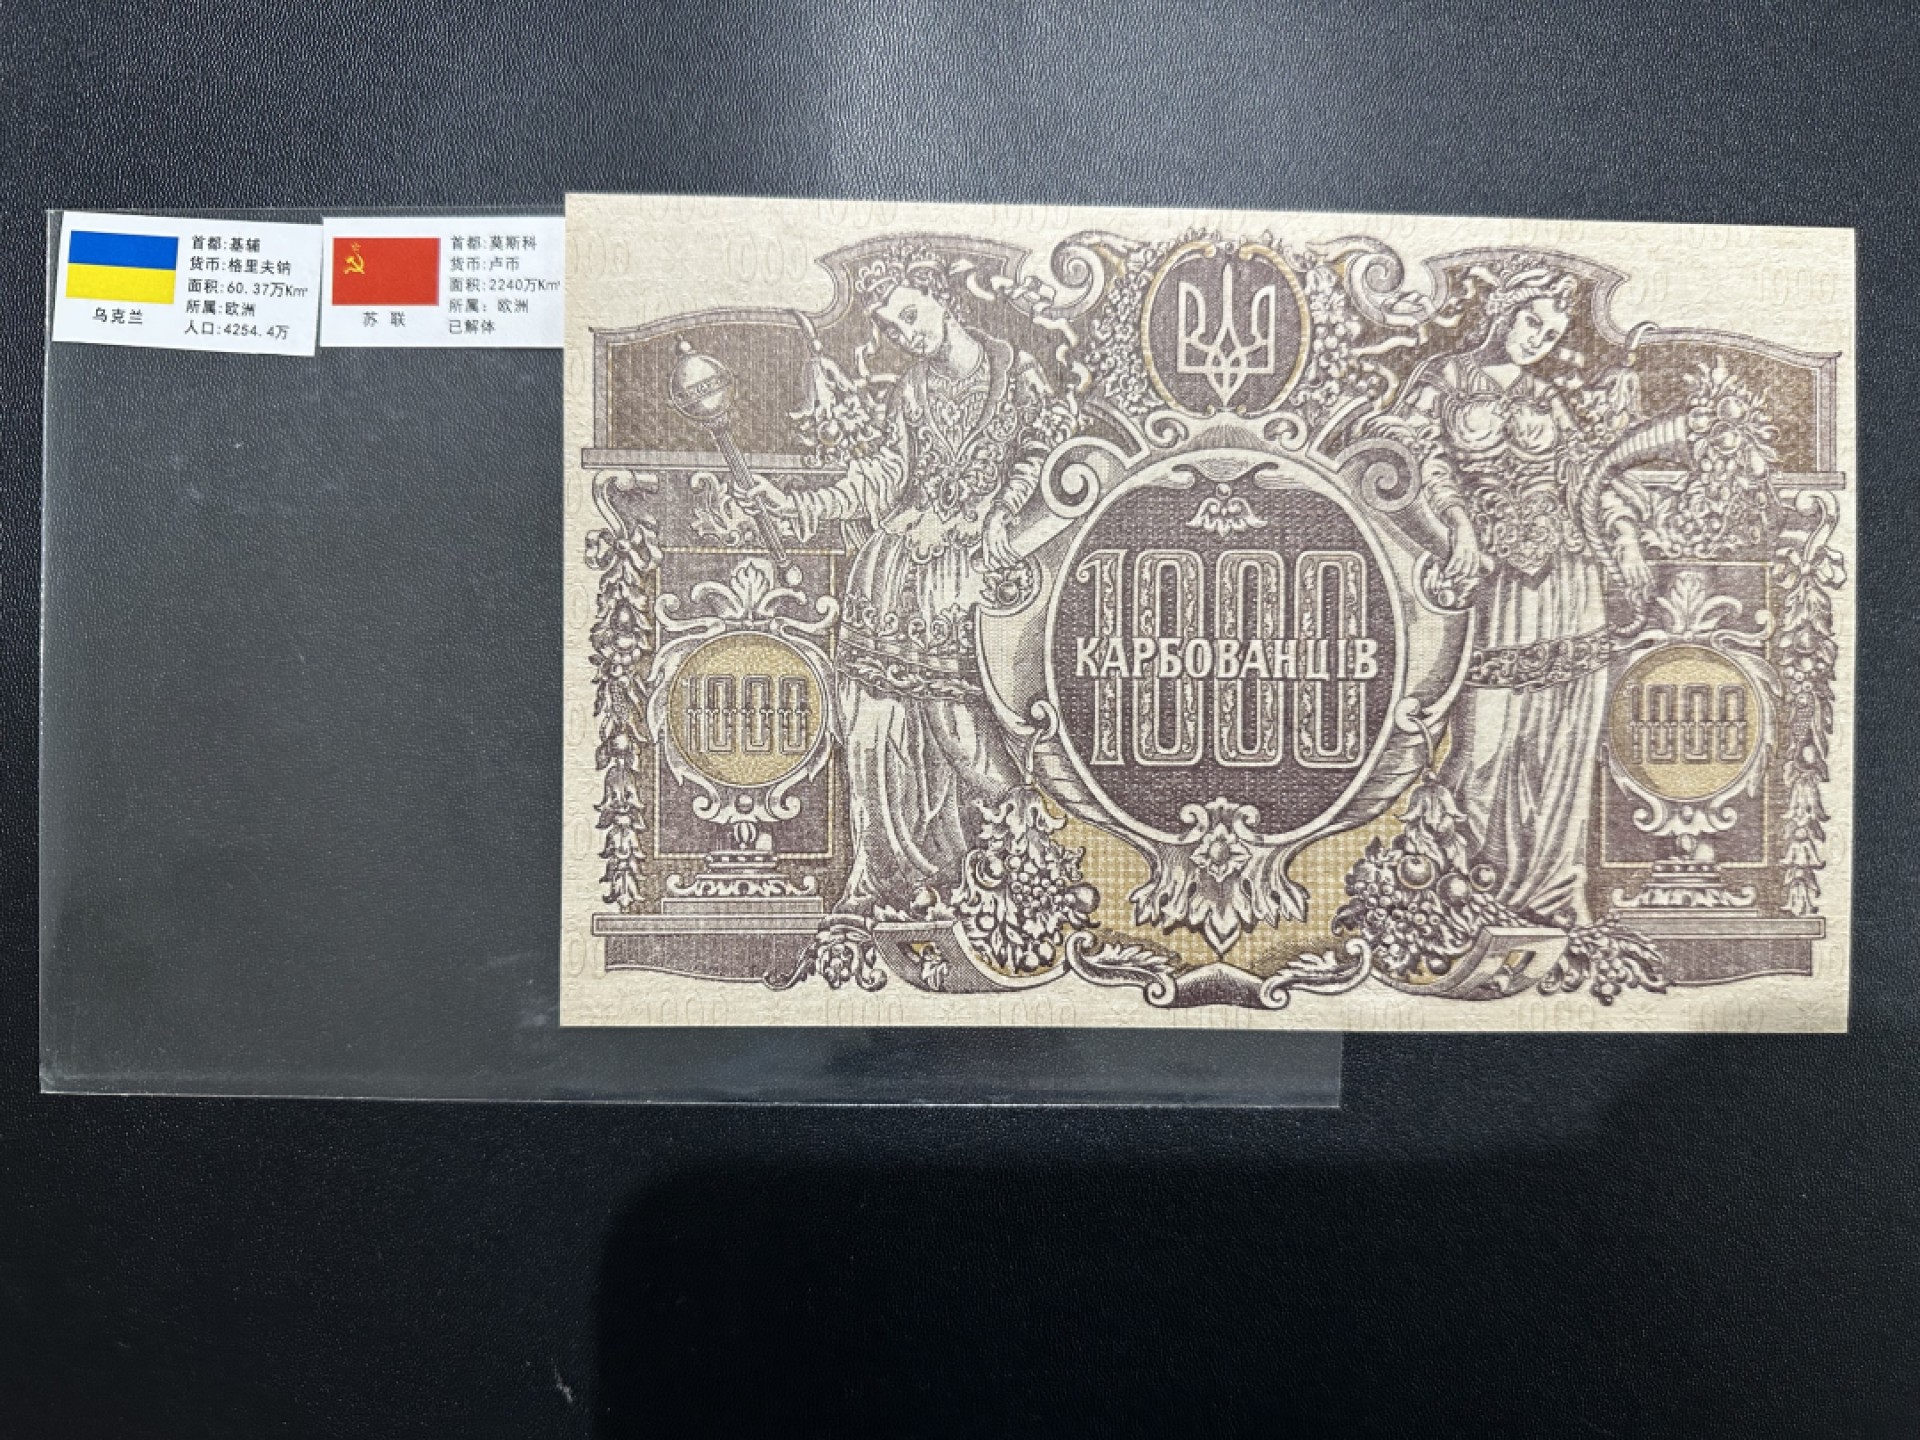 首都:基辅
货币:格里夫钠
面积:60.37万Km²
所属:欧洲
人口:4254.4万
乌克兰
首都:莫斯科
货币:卢币
面积:2240万Km²
所属: 欧洲
已解体
苏 联
1000
КАРБОВАНЦІВ
1000
1000